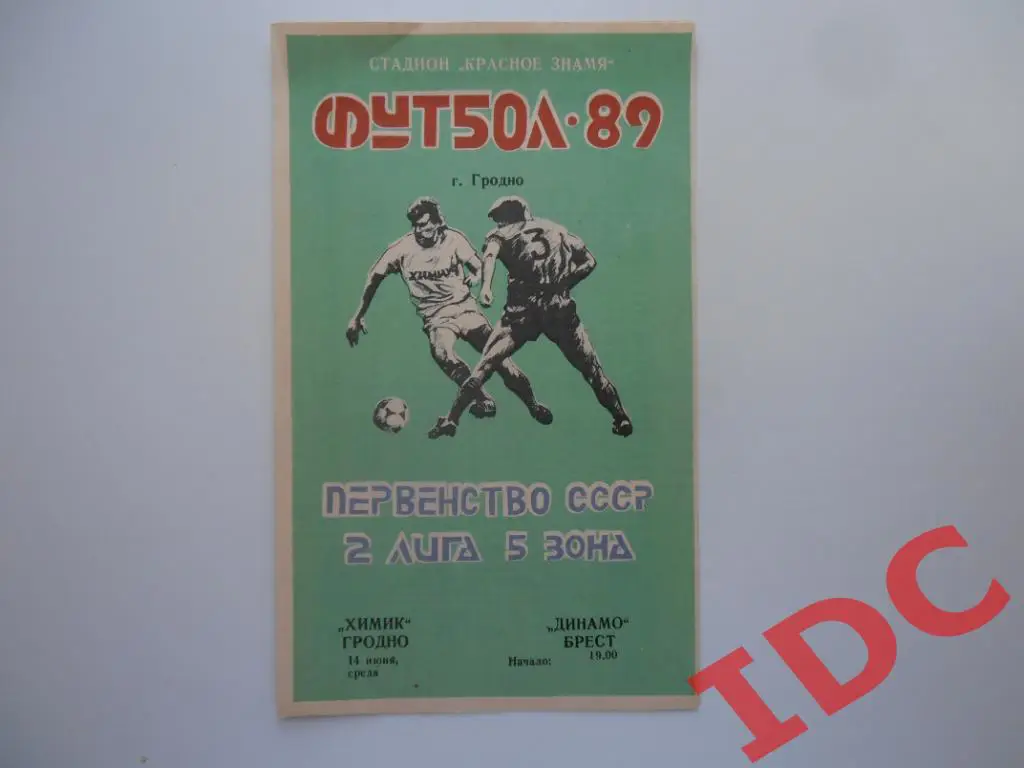 СТАДИОН „КРАСНОЕ ЗНАМЯ"
ФУТБОЛ·89
г. Гродно
ХИМИК
3
ПЕРВЕНСТВО СССР
2 ЛИГА 5 ЗОНА
„ХИМИК"
ГРОДНО
14 июня,
среда
„ДИНАМО"
БРЕСТ
Начало: 19,00
IDC